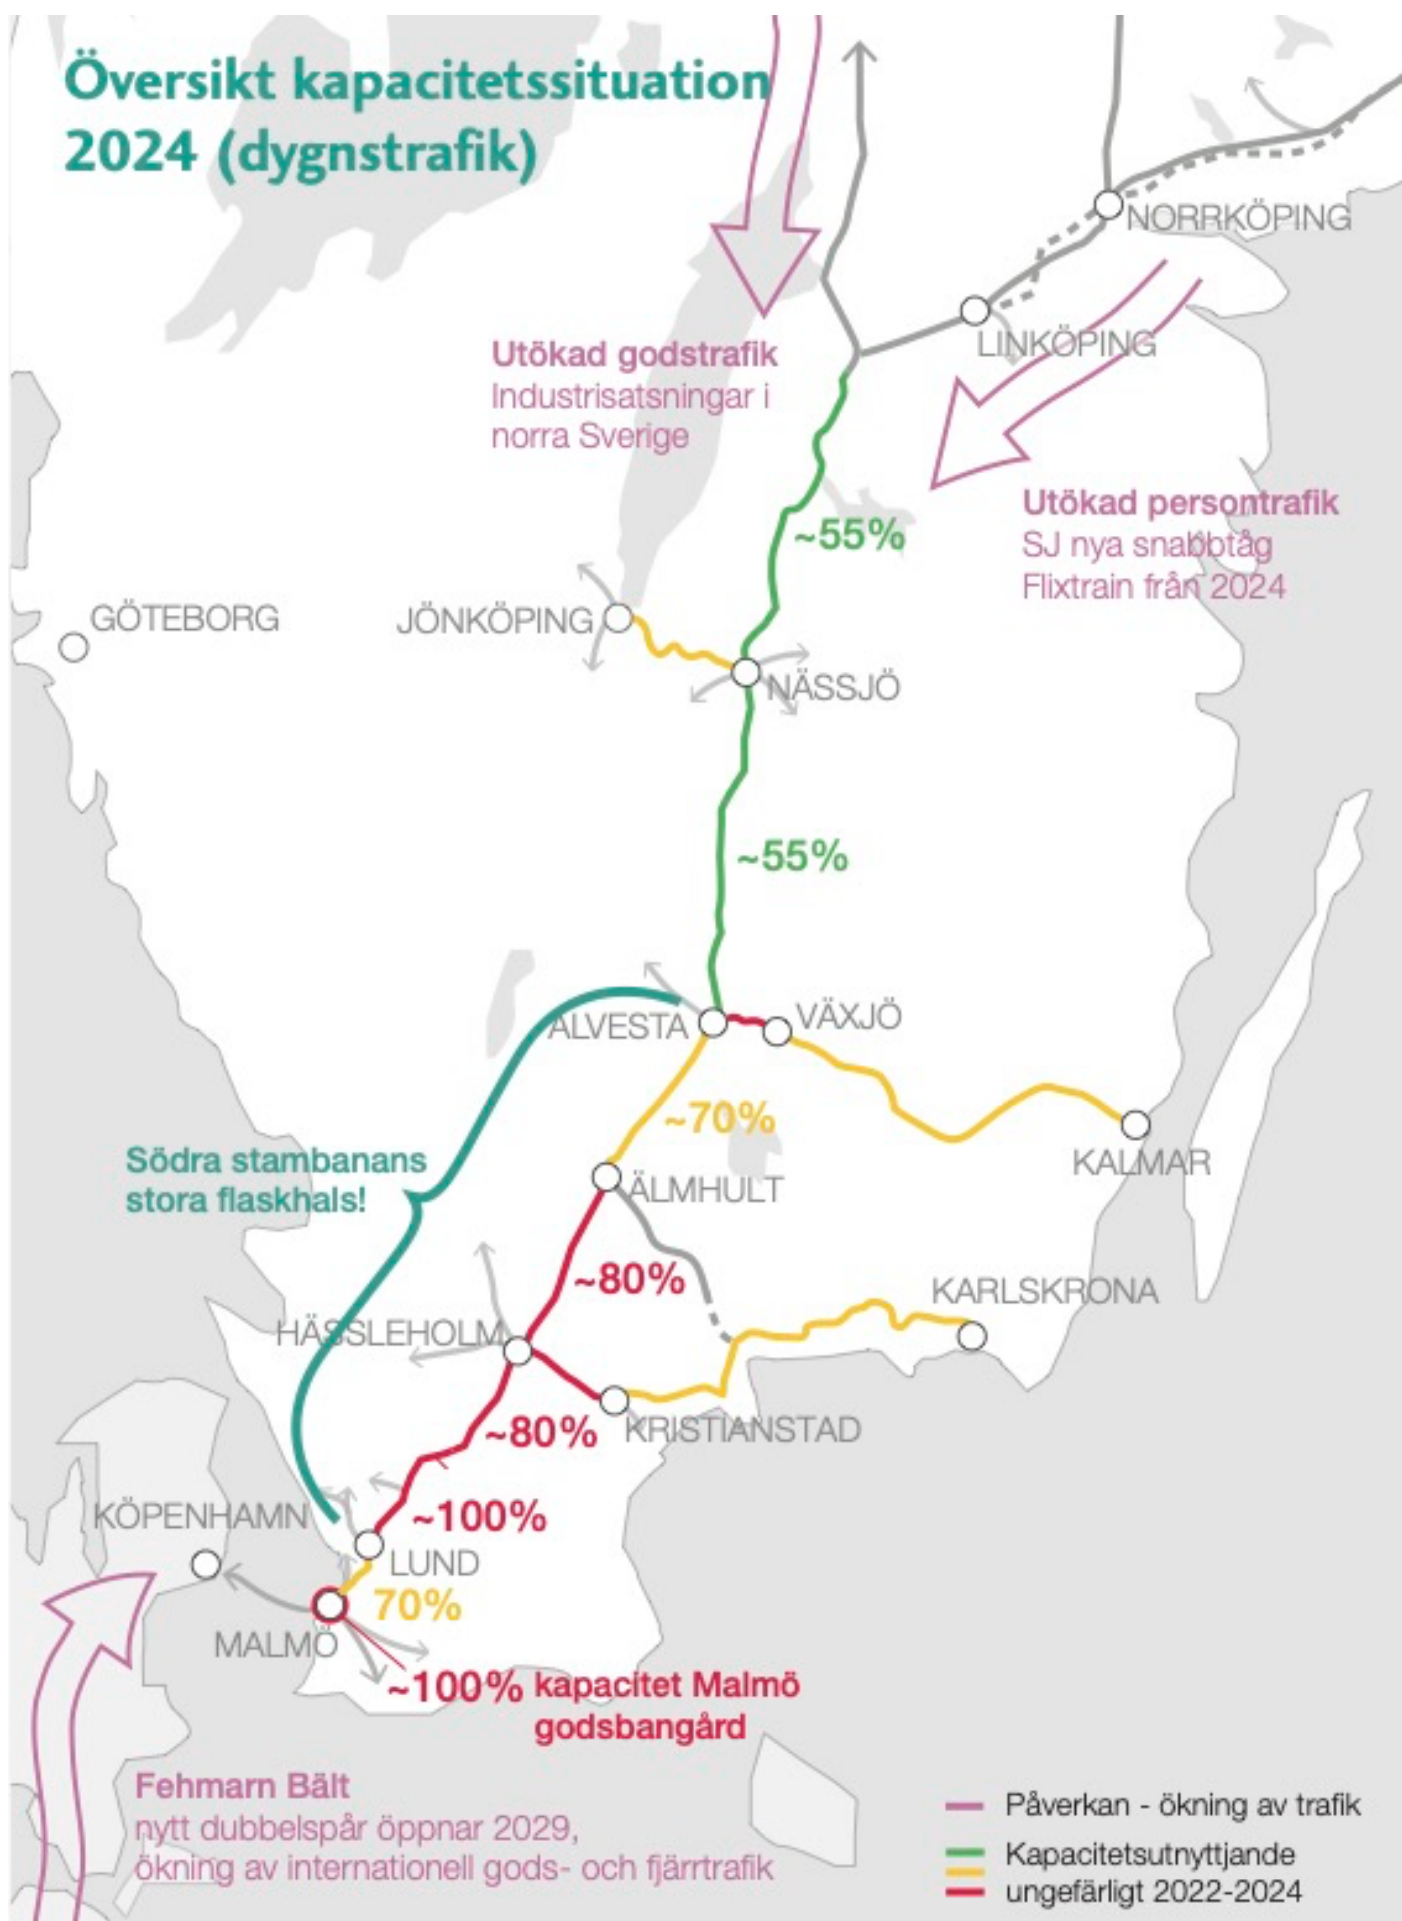 Översikt kapacitetssituation
2024 (dygnstrafik)
NORRKÖPING
LINKÖPING
Utökad godstrafik
Industrisatsningar i
norra Sverige
Utökad persontrafik
SJ nya snabbtåg
Flixtrain från 2024
~55%
GÖTEBORG
JÖNKÖPING
NÄSSJÖ
~55%
ALVESTA
VÄXJÖ
~70%
KALMAR
Södra stambanans
stora flaskhals!
ÄLMHULT
~80%
KARLSKRONA
HÄSSLEHOLM
~80%
KRISTIANSTAD
KÖPENHAMN
~100%
LUND
70%
MALMÖ
~100% kapacitet Malmö
godsbangård
Fehmarn Bält
nytt dubbelspår öppnar 2029,
ökning av internationell gods- och fjärrtrafik
Påverkan - ökning av trafik
Kapacitetsutnyttjande
ungefärligt 2022-2024